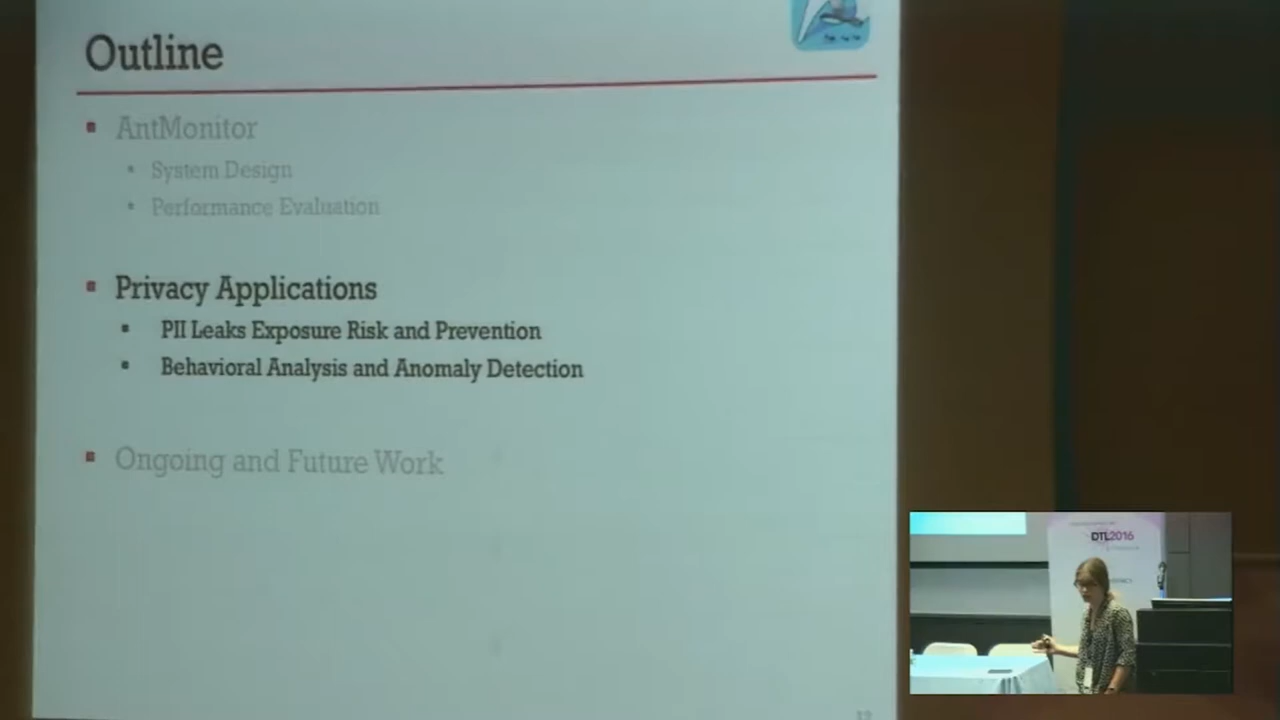 Outline
AntMonitor
System Design
Performance Evaluation
Privacy Applications
PII Leaks Exposure Risk and Prevention
Behavioral Analysis and Anomaly Detection
Ongoing and Future Work
DTL2016